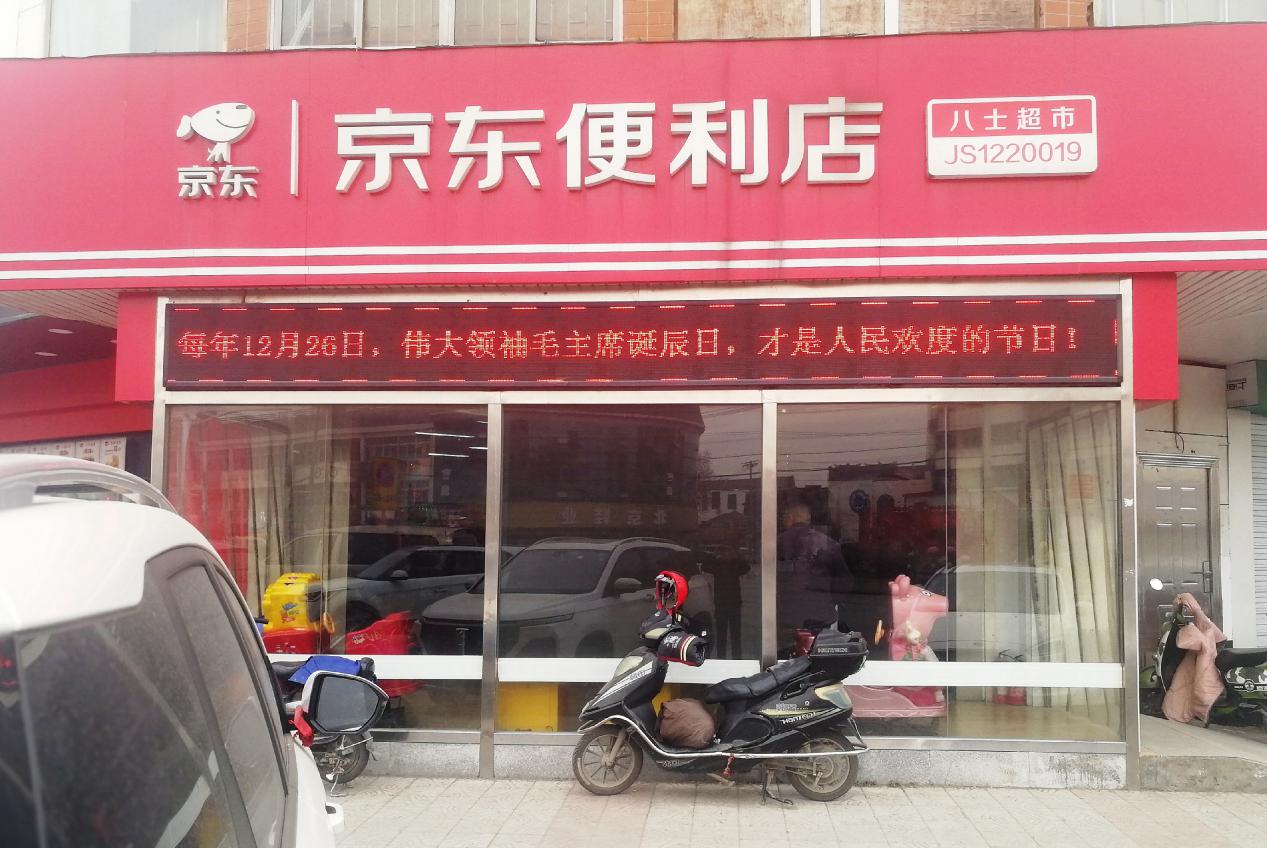 京东
京东便利店
八士超市
JS1220019
每年12月26日，伟大领袖毛主席诞辰日，才是人民欢度的节日！